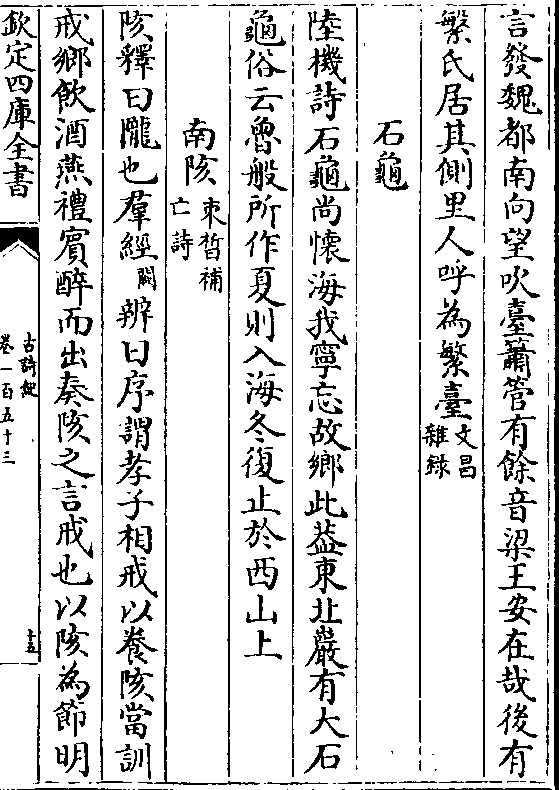 言發魏都南向望吹臺簫管有餘音梁王安在哉後有
繁氏居其側里人呼為繁臺文昌雜錄
石龜
陸機詩石龜尚懷海我寧忘故鄉此葢東北巖有大石
龜俗云魯般所作夏則入海冬復止於西山上
南陔束晳補亡詩
陔釋曰隴也羣經闕辨曰序謂孝子相戒以養陔當訓
戒鄉飲酒燕禮賓醉而出奏陔之言戒也以陔為節明
欽定四庫全書
古詩紀
卷一百五十三
十五